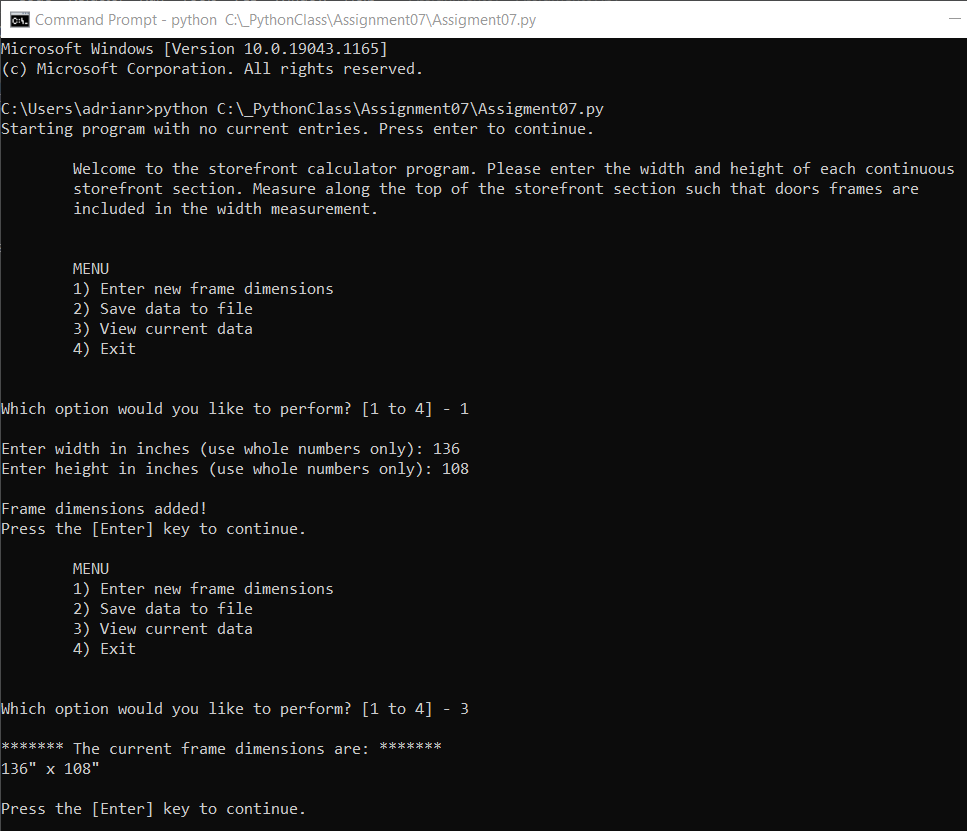 Command Prompt - python C:\_PythonClass\Assignment07\Assigment07.py
Microsoft Windows [Version 10.0.19043.1165]
(c) Microsoft Corporation. All rights reserved.
C:\Users\adrianr>python C:\_PythonClass\Assignment07\Assigment07.py
Starting program with no current entries. Press enter to continue.
Welcome to the storefront calculator program. Please enter the width and height of each continuous
storefront section. Measure along the top of the storefront section such that doors frames are
included in the width measurement.
MENU
1) Enter new frame dimensions
2) Save data to file
3) View current data
4) Exit
Which option would you like to perform? [1 to 4] - 1
Enter width in inches (use whole numbers only): 136
Enter height in inches (use whole numbers only): 108
Frame dimensions added!
Press the [Enter] key to continue.
MENU
1) Enter new frame dimensions
2) Save data to file
3) View current data
4) Exit
Which option would you like to perform? [1 to 4] - 3
******* The current frame dimensions are: *******
136" x 108"
Press the [Enter] key to continue.